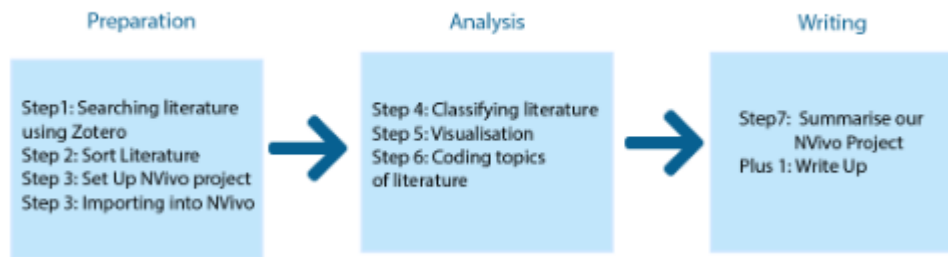 Preparation
Step1: Searching literature
using Zotero
Step 2: Sort Literature
Step 3: Set Up NVivo project
Step 3: Importing into NVivo
Analysis
Step 4: Classifying literature
Step 5: Visualisation
Step 6: Coding topics
of literature
Writing
Step7: Summarise our
NVivo Project
Plus 1: Write Up